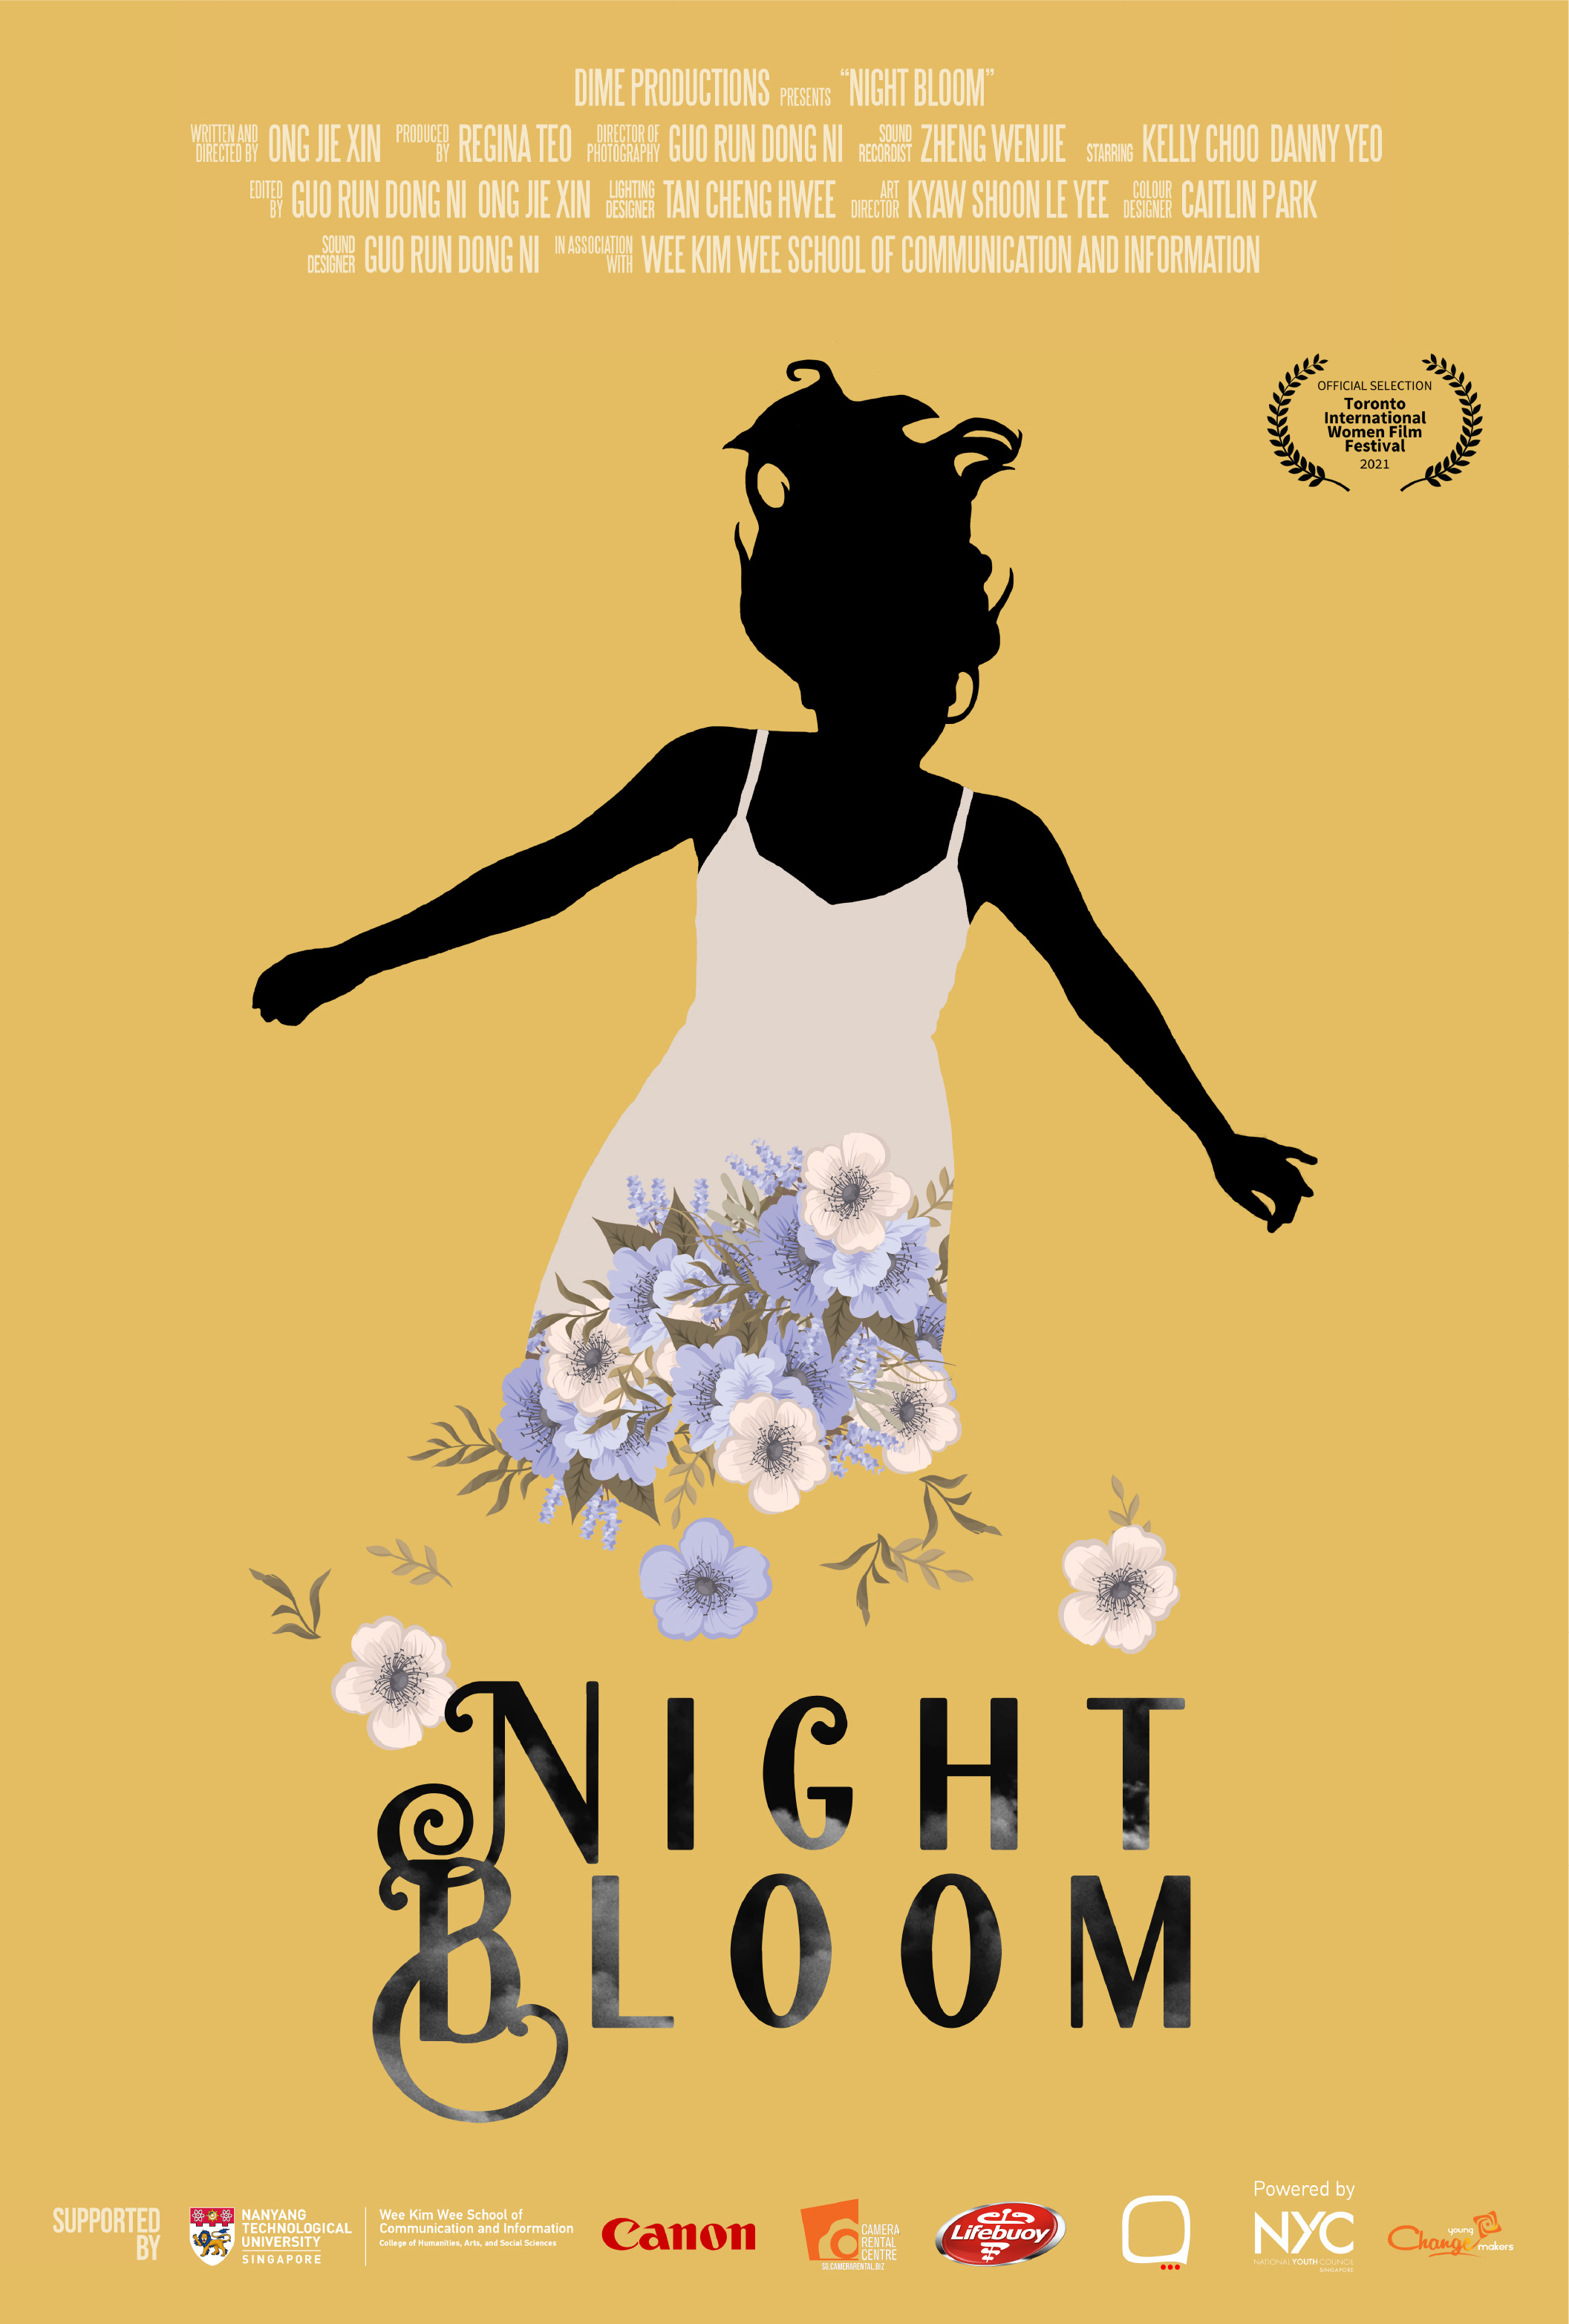 DIME PRODUCTIONS PRESENTS “NIGHT BLOOM”
WRITTEN AND DIRECTED BY ONG JIE XIN PRODUCED BY REGINA TEO DIRECTOR OF PHOTOGRAPHY GUO RUN DONG NI SOUND RECORDIST ZHENG WENJIE STARRING KELLY CHOO DANNY YEO
EDITED BY GUO RUN DONG NI ONG JIE XIN LIGHTING DESIGNER TAN CHENG HWEE ART DIRECTOR KYAW SHOON LE YEE COLOUR DESIGNER CAITLIN PARK
SOUND DESIGNER GUO RUN DONG NI IN ASSOCIATION WITH WEE KIM WEE SCHOOL OF COMMUNICATION AND INFORMATION
OFFICIAL SELECTION
Toronto
International
Women Film
Festival
2021
NIGHT
BLOOM
SUPPORTED
BY
NANYANG
TECHNOLOGICAL
UNIVERSITY
SINGAPORE
Wee Kim Wee School of
Communication and Information
College of Humanities, Arts, and Social Sciences
Canon
CAMERA
RENTAL
CENTRE
SG.CAMERARENTAL.BIZ
Lifebuoy
Powered by
NYC
NATIONAL YOUTH COUNCIL
SINGAPORE
young
Change
makers